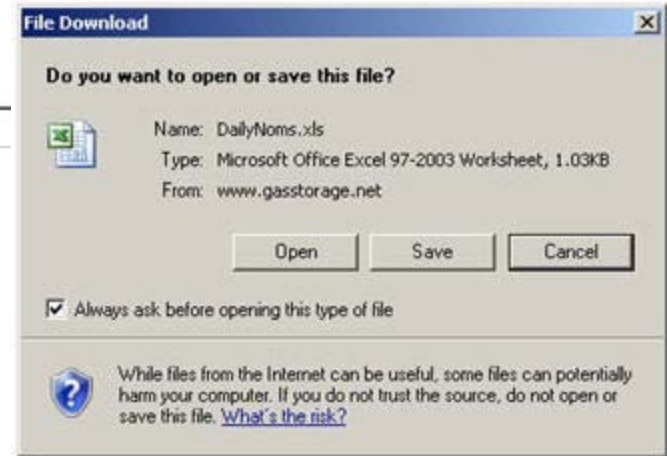 File Download
Do you want to open or save this file?
Name: DailyNoms.xls
Type: Microsoft Office Excel 97-2003 Worksheet, 1.03KB
From: www.gasstorage.net
Open Save Cancel
Always ask before opening this type of file
While files from the Internet can be useful, some files can potentially
harm your computer. If you do not trust the source, do not open or
save this file. What's the risk?